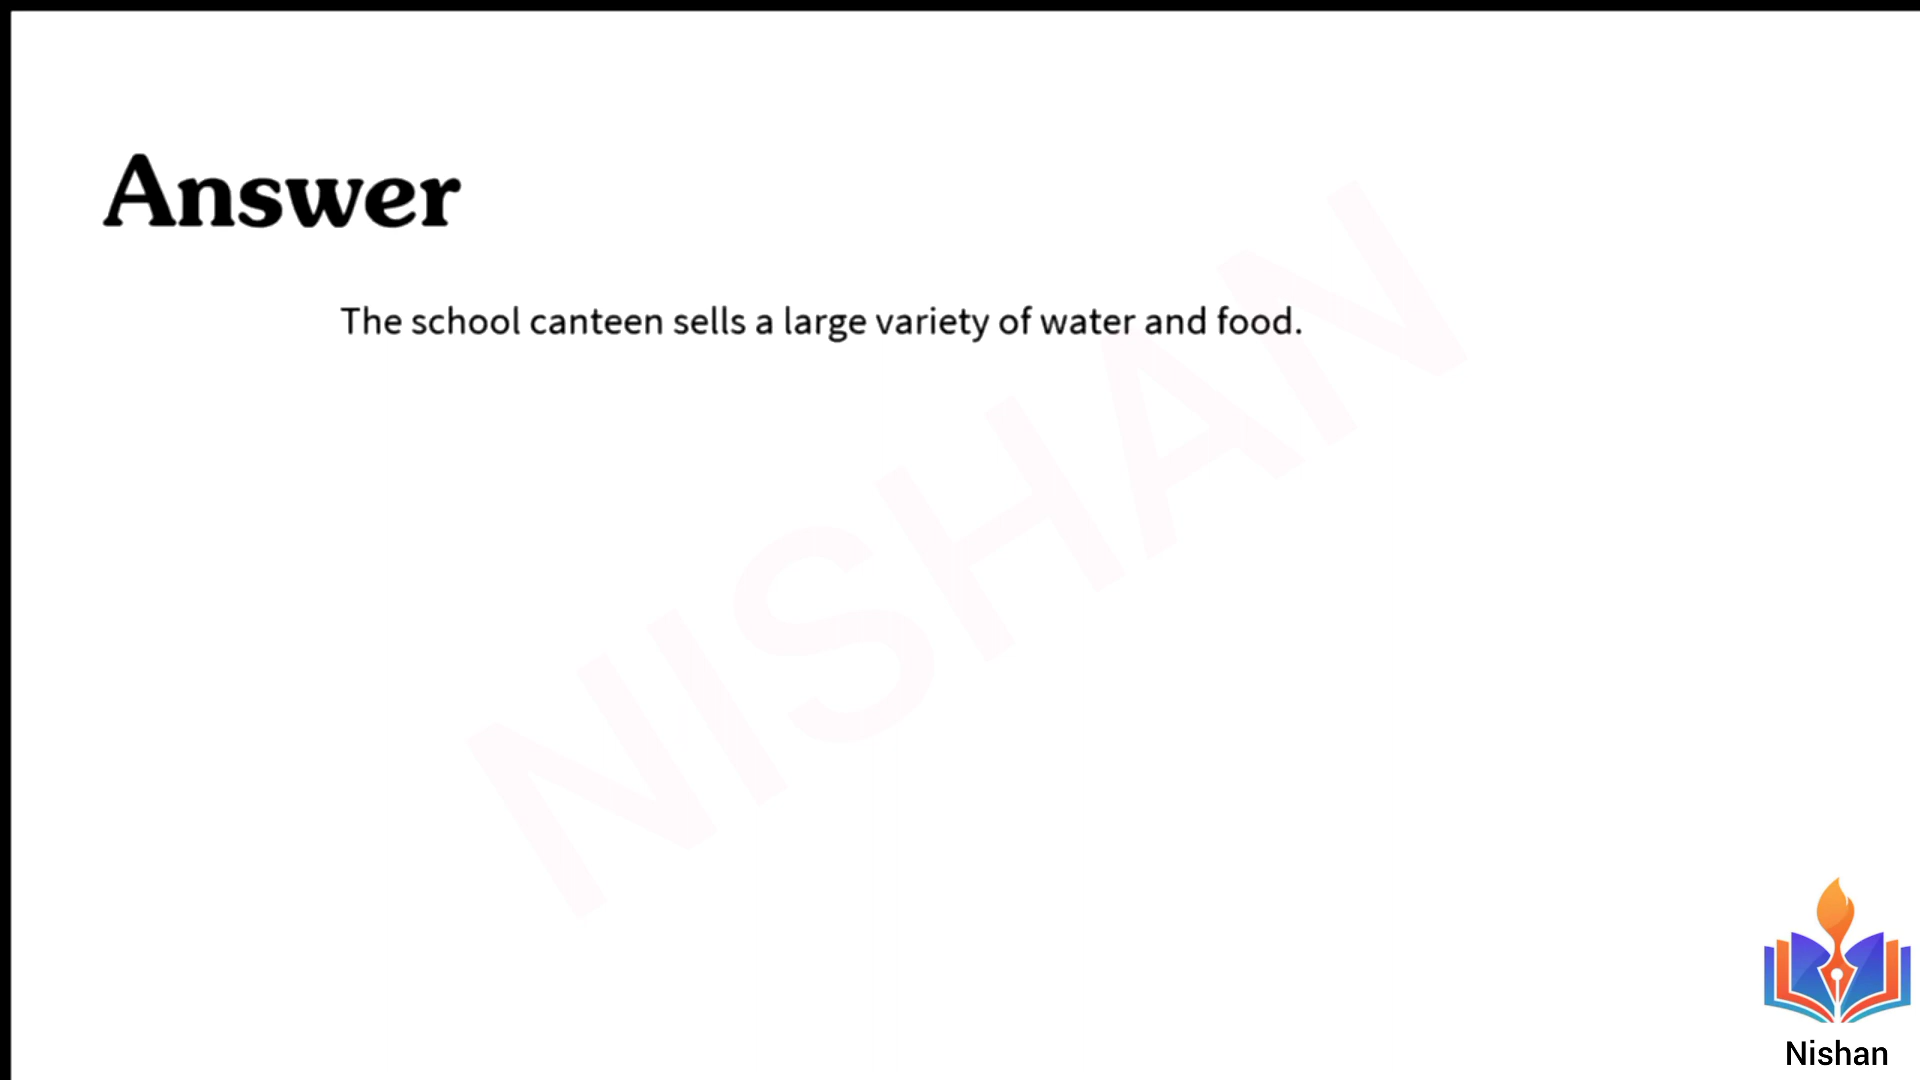 Answer
The school canteen sells a large variety of water and food.
NISHAN
Nishan